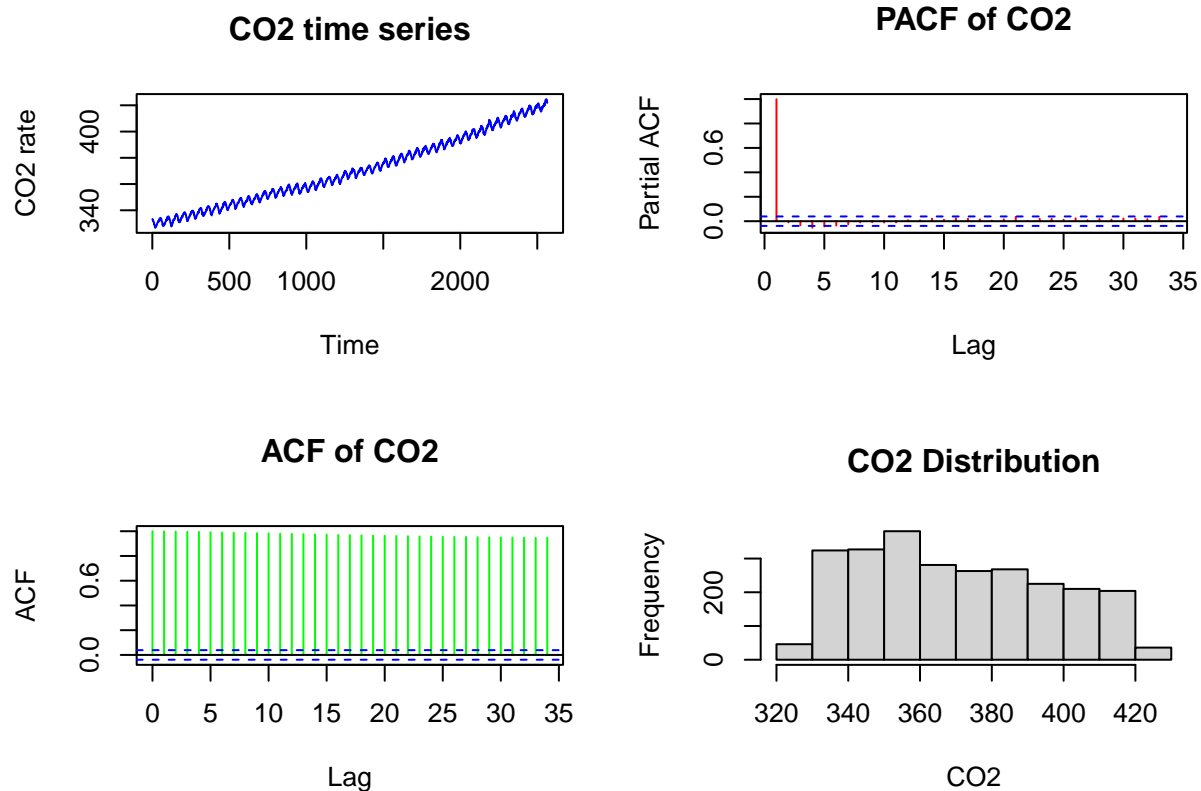 CO2 time series
CO2 rate
340
400
0 500 1000 2000
Time
PACF of CO2
Partial ACF
0.0
0.6
0 5 10 15 20 25 30 35
Lag
ACF of CO2
ACF
0.0
0.6
0 5 10 15 20 25 30 35
Lag
CO2 Distribution
Frequency
0
200
320 340 360 380 400 420
CO2